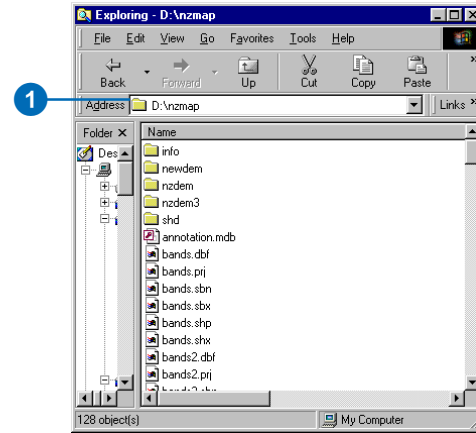 Exploring - D:\nzmap
File Edit View Go Favorites Tools Help
Back Forward Up Cut Copy Paste
1
Address D:\nzmap Links
Folder Name
Des
info
newdem
nzdem
nzdem3
shd
annotation.mdb
bands.dbf
bands.prj
bands.sbn
bands.sbx
bands.shp
bands.shx
bands2.dbf
bands2.prj
128 object(s) My Computer